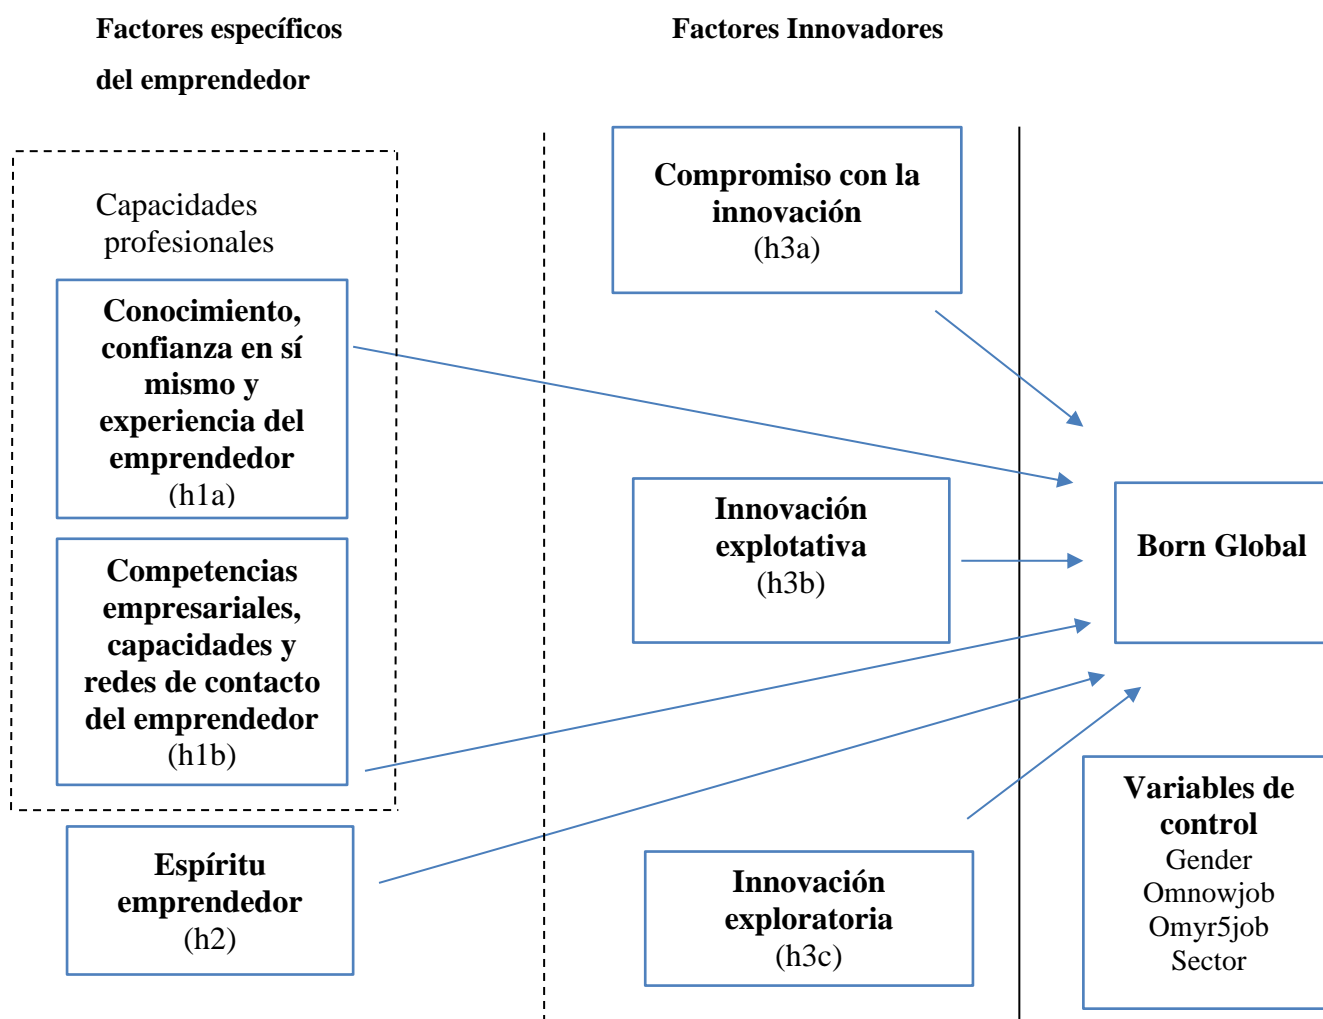 Factores específicos
del emprendedor
Factores Innovadores
Capacidades
profesionales
Conocimiento,
confianza en sí
mismo y
experiencia del
emprendedor
(h1a)
Competencias
empresariales,
capacidades y
redes de contacto
del emprendedor
(h1b)
Espíritu
emprendedor
(h2)
Compromiso con la
innovación
(h3a)
Innovación
explotativa
(h3b)
Innovación
exploratoria
(h3c)
Born Global
Variables de
control
Gender
Omnowjob
Omyr5job
Sector